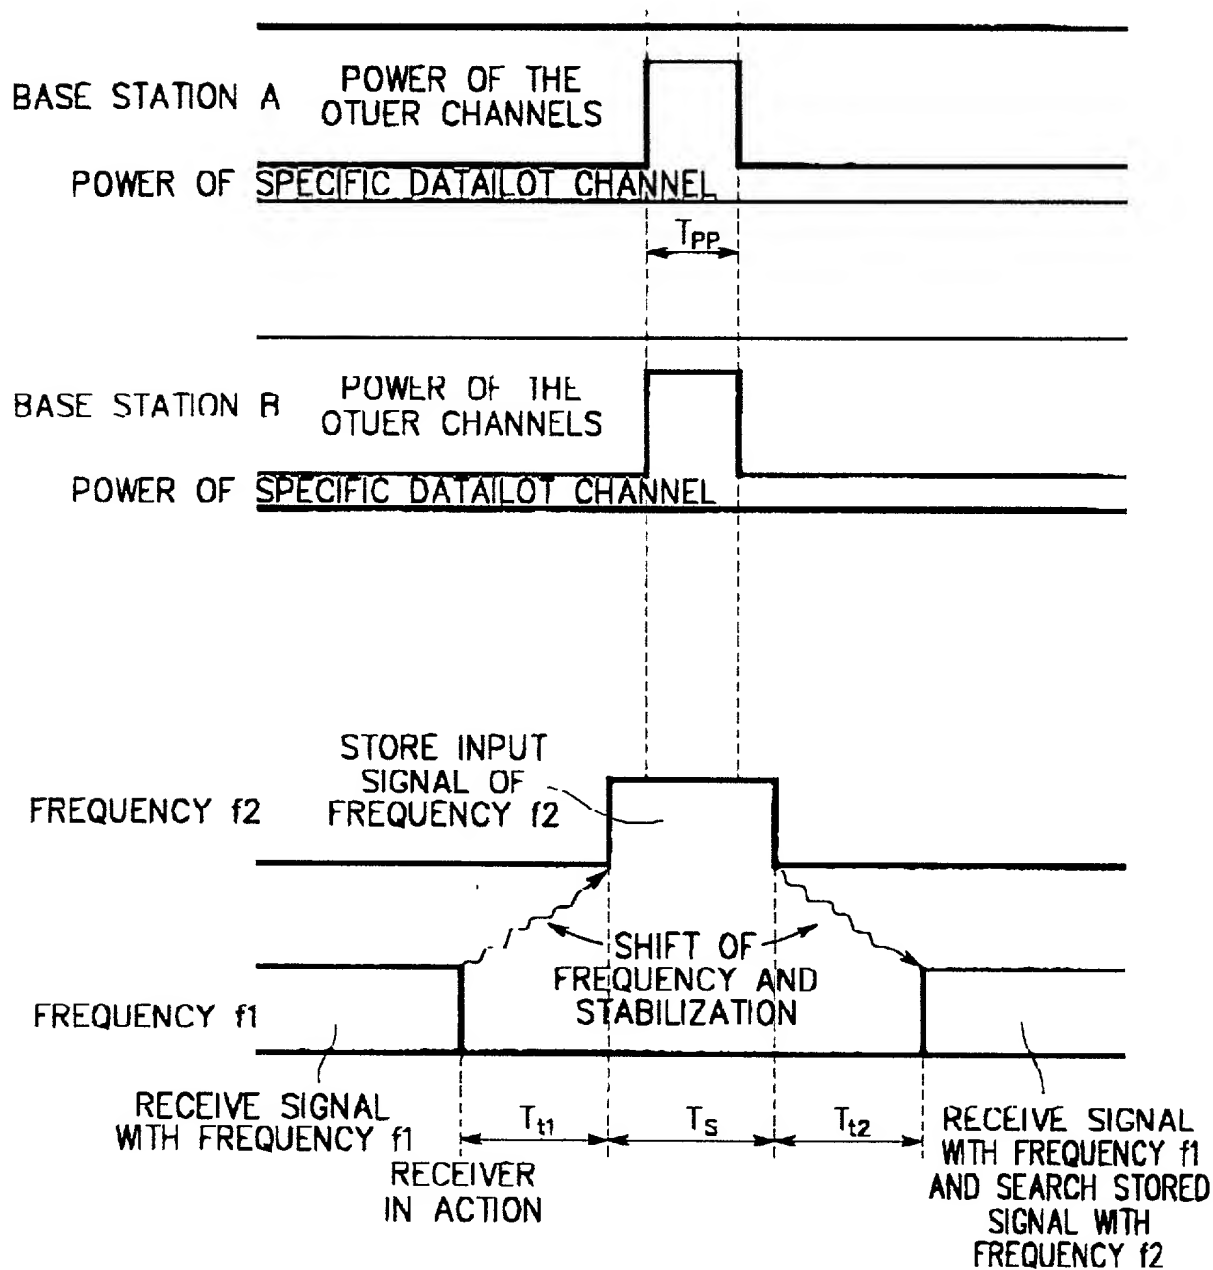 POWER OF THE
OTUER CHANNELS
BASE STATION A
POWER OF SPECIFIC DATAILOT CHANNEL
TPP
POWER OF THE
OTUER CHANNELS
BASE STATION B
POWER OF SPECIFIC DATAILOT CHANNEL
STORE INPUT
SIGNAL OF
FREQUENCY f2
FREQUENCY f2
SHIFT OF
FREQUENCY AND
STABILIZATION
FREQUENCY f1
RECEIVE SIGNAL
WITH FREQUENCY f1
Tt1
TS
Tt2
RECEIVER
IN ACTION
RECEIVE SIGNAL
WITH FREQUENCY f1
AND SEARCH STORED
SIGNAL WITH
FREQUENCY f2